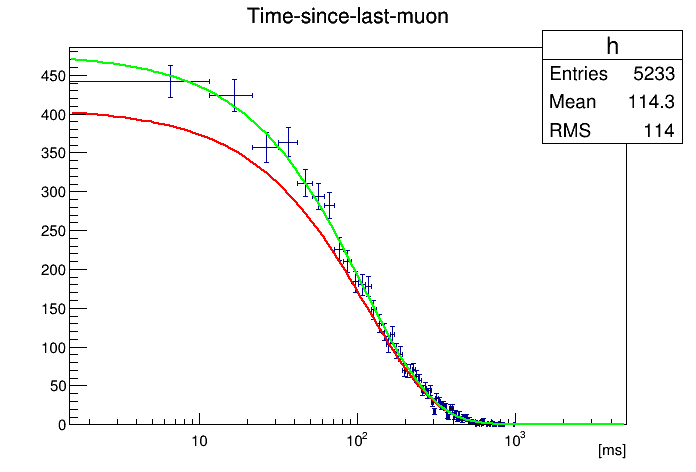 Time-since-last-muon
h
Entries 5233
Mean 114.3
RMS 114
450
400
350
300
250
200
150
100
50
0
10 10² 10³
[ms]